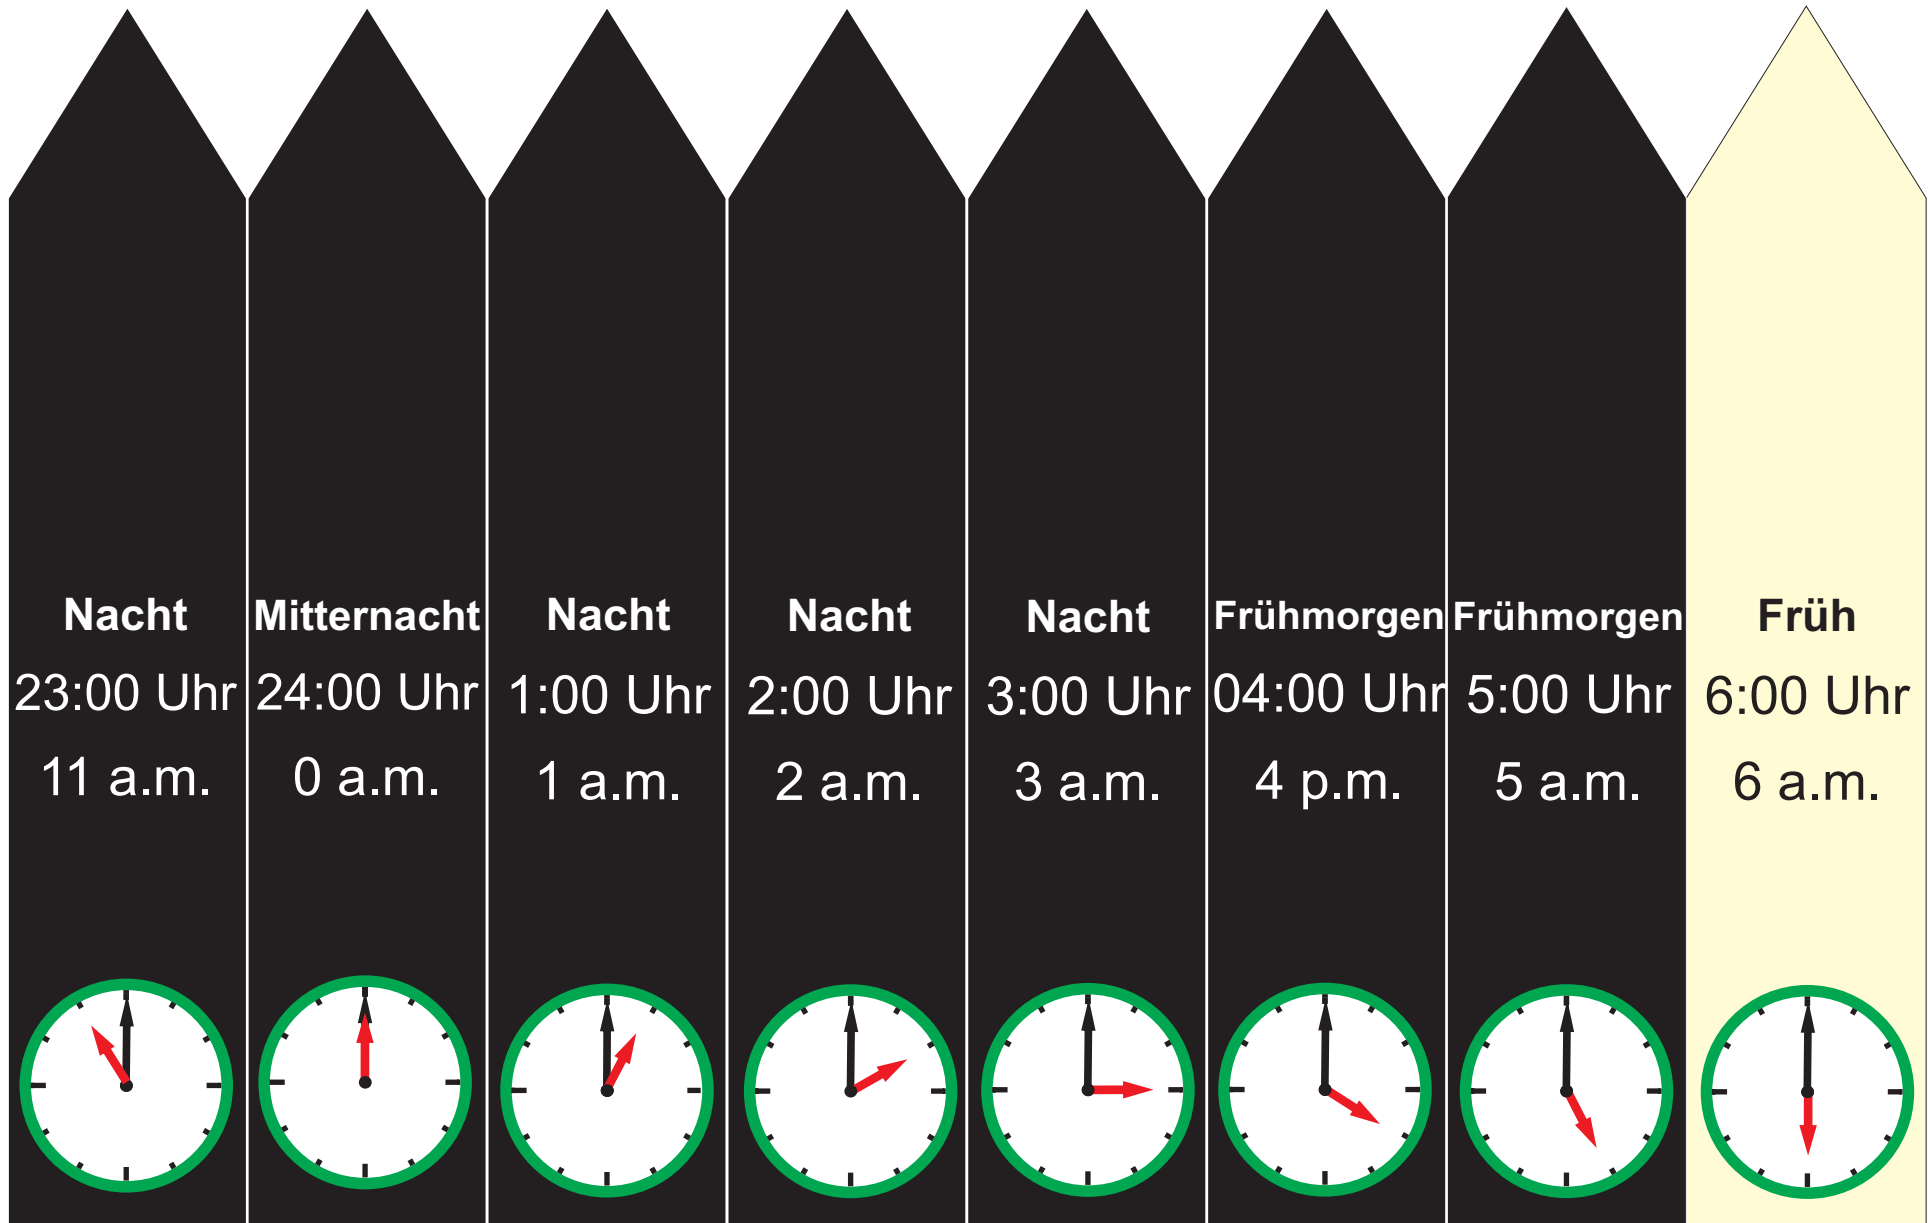 Nacht
23:00 Uhr
11 a.m.
Mitternacht
24:00 Uhr
0 a.m.
Nacht
1:00 Uhr
1 a.m.
Nacht
2:00 Uhr
2 a.m.
Nacht
3:00 Uhr
3 a.m.
Frühmorgen
04:00 Uhr
4 p.m.
Frühmorgen
5:00 Uhr
5 a.m.
Früh
6:00 Uhr
6 a.m.